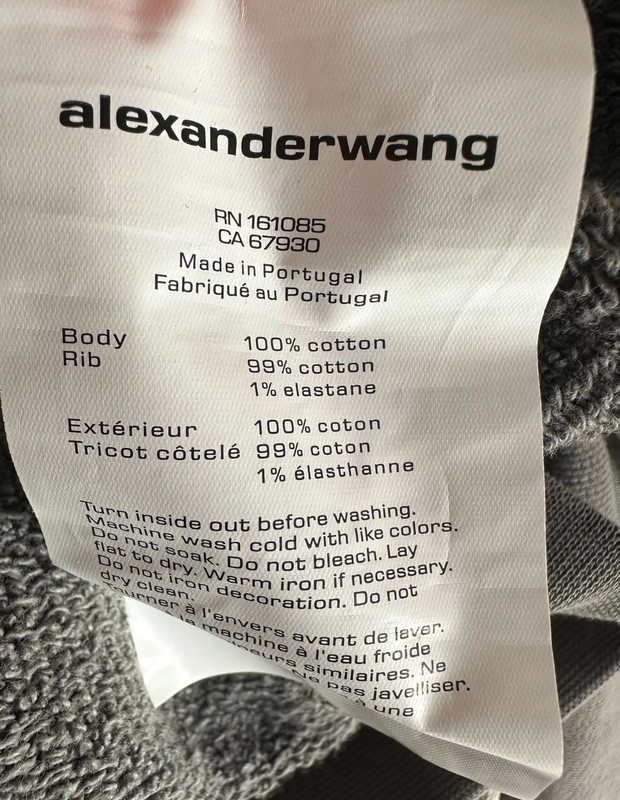 alexanderwang
RN 161085
CA 67930
Made in Portugal
Fabriqué au Portugal
Body 100% cotton
Rib 99% cotton
1% elastane
Extérieur 100% coton
Tricot côtelé 99% coton
1% élasthanne
Turn inside out before washing.
Machine wash cold with like colors.
Do not soak. Do not bleach. Lay
flat to dry. Warm iron if necessary.
Do not iron decoration. Do not
dry clean.
à l'envers avant de laver.
machine à l'eau froide
similaires. Ne
Ne pas javelliser.
à une